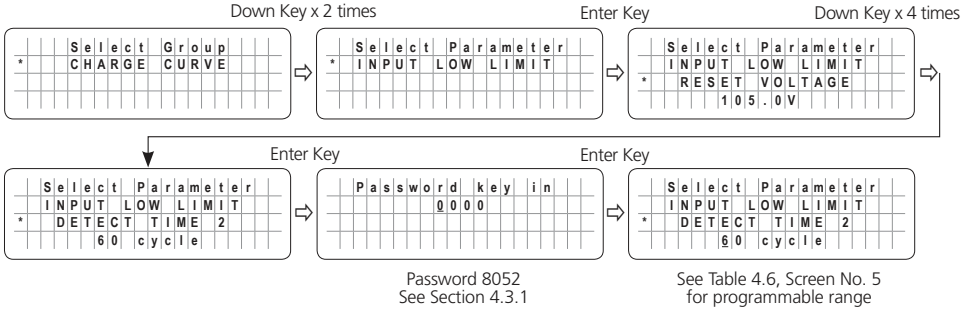 Down Key x 2 times
Enter Key
Down Key x 4 times
Select Group
* CHARGE CURVE
Select Parameter
* INPUT LOW LIMIT
Select Parameter
INPUT LOW LIMIT
* RESET VOLTAGE
105.0V
Enter Key
Enter Key
Select Parameter
INPUT LOW LIMIT
* DETECT TIME 2
60 cycle
Password key in
0000
Select Parameter
INPUT LOW LIMIT
* DETECT TIME 2
60 cycle
Password 8052
See Section 4.3.1
See Table 4.6, Screen No. 5
for programmable range